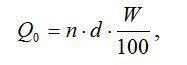 Q₀ = n · d · W/100 ,